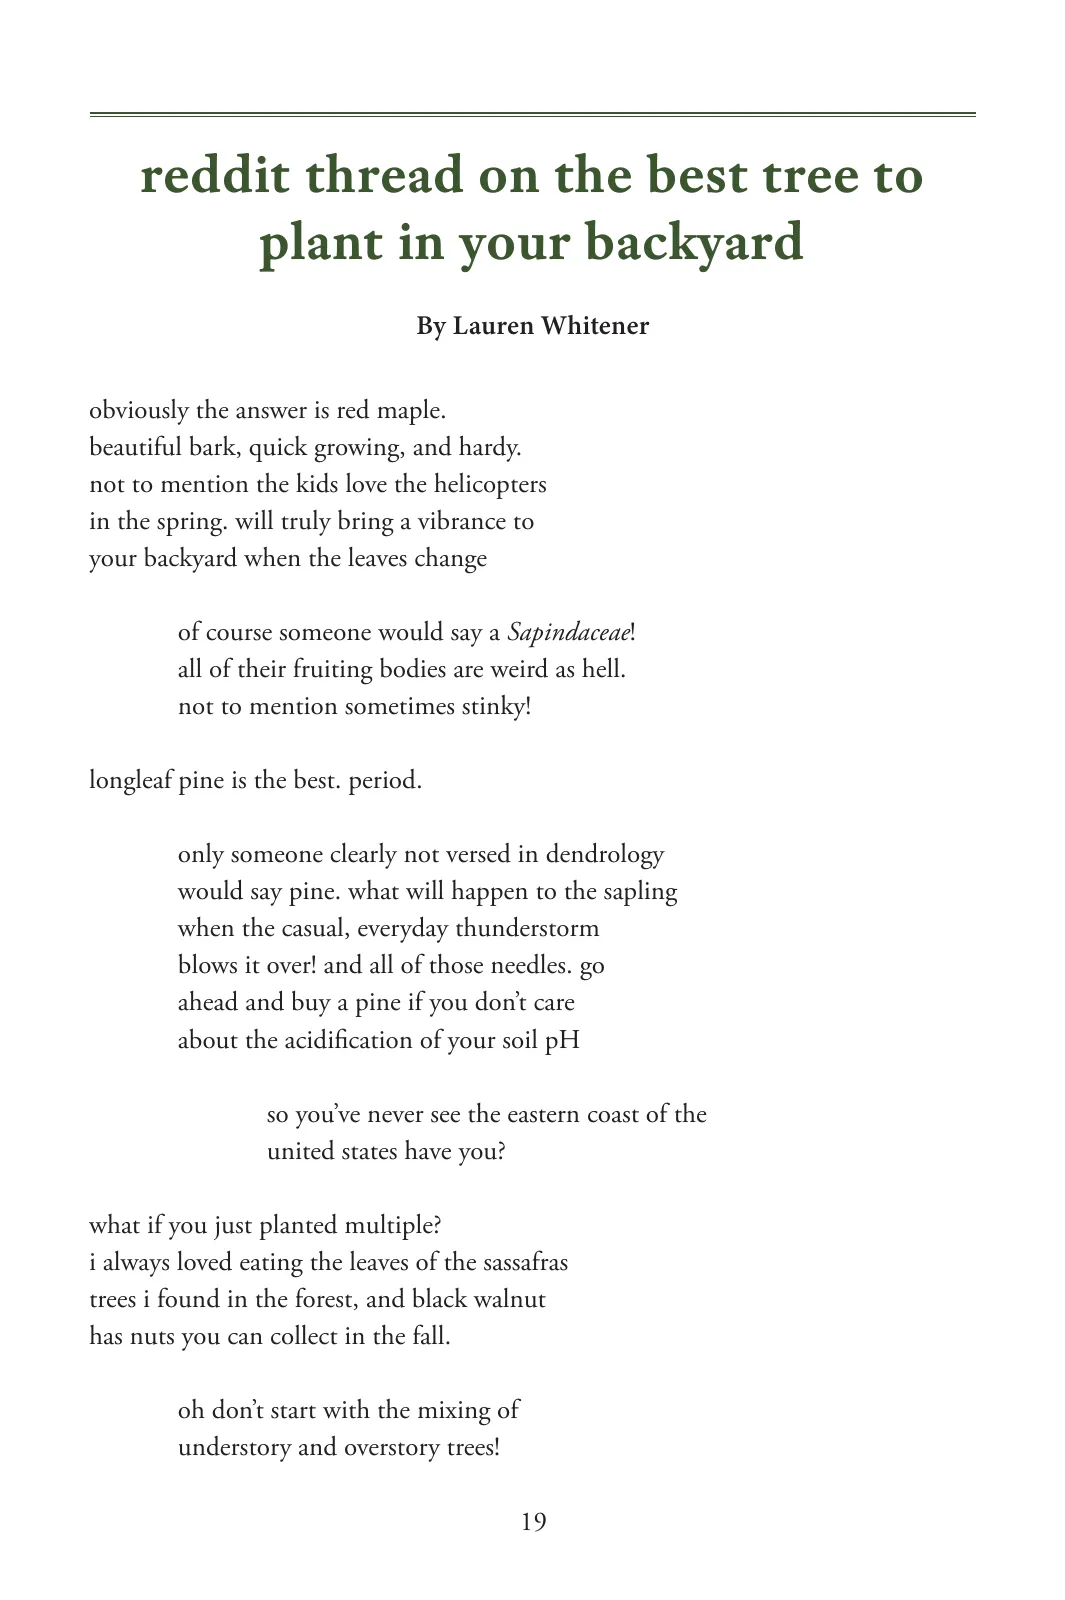 reddit thread on the best tree to
plant in your backyard
By Lauren Whitener
obviously the answer is red maple.
beautiful bark, quick growing, and hardy.
not to mention the kids love the helicopters
in the spring. will truly bring a vibrance to
your backyard when the leaves change
of course someone would say a Sapindaceae!
all of their fruiting bodies are weird as hell.
not to mention sometimes stinky!
longleaf pine is the best. period.
only someone clearly not versed in dendrology
would say pine. what will happen to the sapling
when the casual, everyday thunderstorm
blows it over! and all of those needles. go
ahead and buy a pine if you don’t care
about the acidification of your soil pH
so you’ve never see the eastern coast of the
united states have you?
what if you just planted multiple?
i always loved eating the leaves of the sassafras
trees i found in the forest, and black walnut
has nuts you can collect in the fall.
oh don’t start with the mixing of
understory and overstory trees!
19